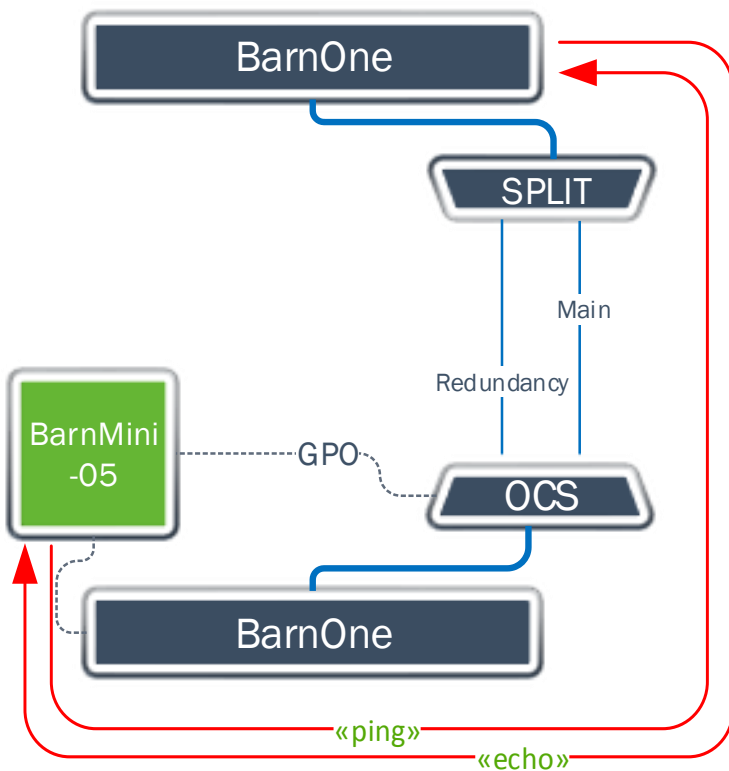 BarnOne
SPLIT
Main
Redundancy
BarnMini
-05
GPO
OCS
BarnOne
«ping»
«echo»